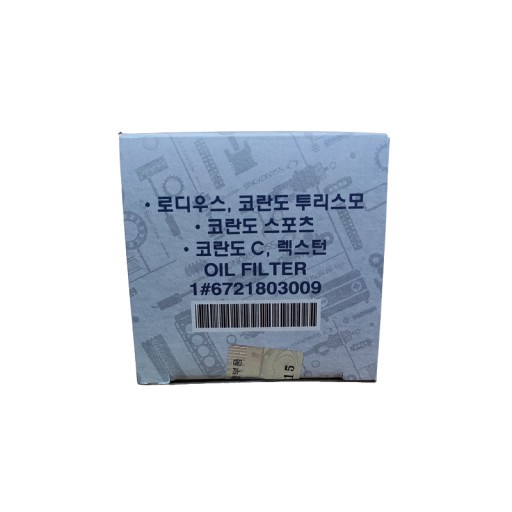 · 로디우스, 코란도 투리스모
· 코란도 스포츠
· 코란도 C, 렉스턴
OIL FILTER
1#6721803009
15